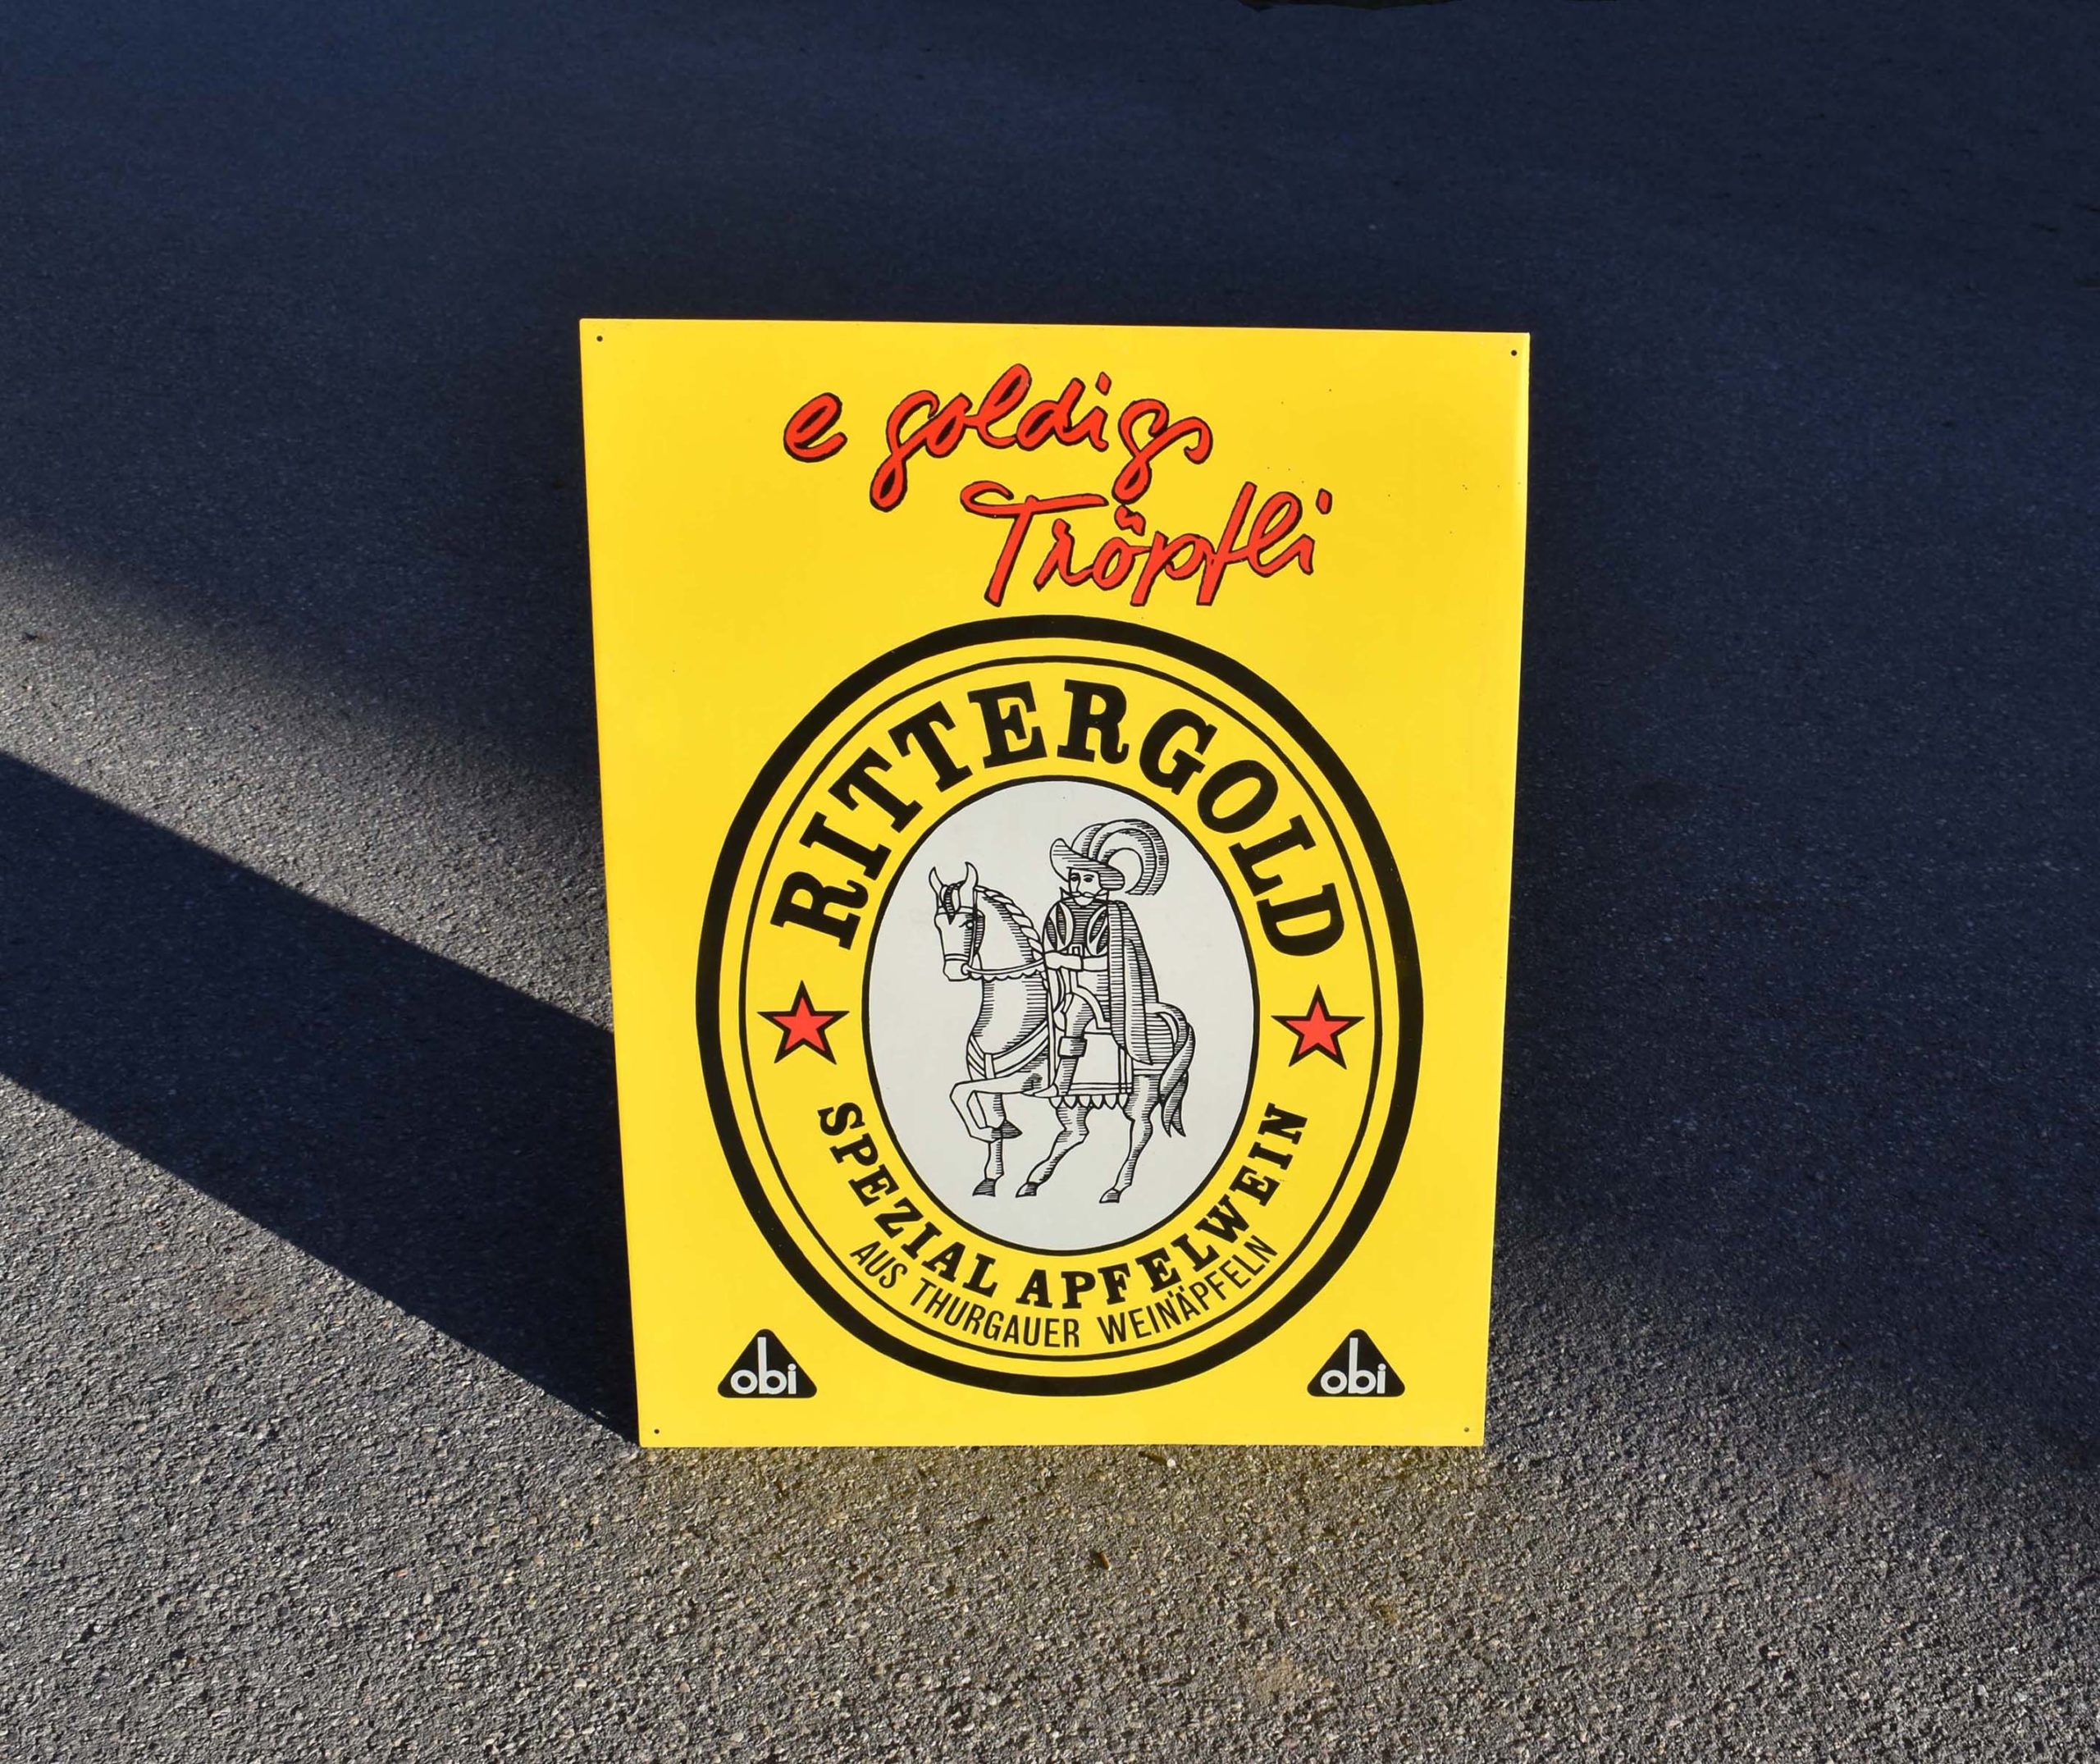 e goldigs
Tröpfli
RITTERGOLD
SPEZIAL APFELWEIN
AUS THURGAUER WEINÄPFELN
obi
obi